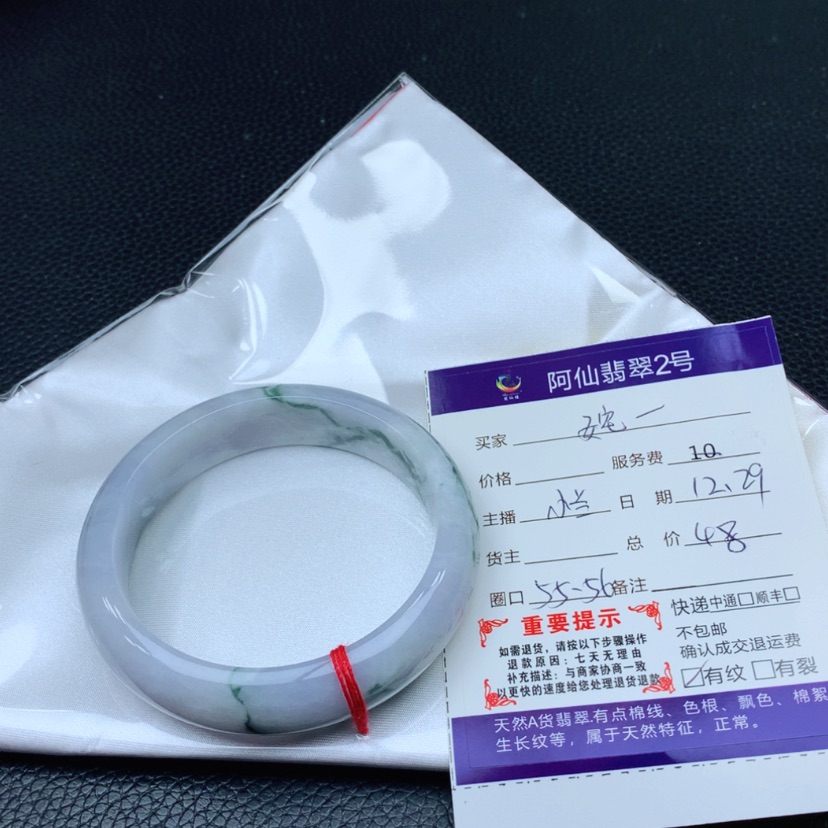 阿仙翡翠2号
买家 一
价格 服务费 10
主播 小兰 日期 12.29
货主 总价 48
圈口 55-56 备注
重要提示
如需退货,请按以下步骤操作
退款原因:七天无理由
补充描述:与商家协商一致
以更快的速度给您处理退货退款
快递中通□顺丰□
不包邮
确认成交退运费
☑有纹□有裂
天然A货翡翠.有点棉线、色根、飘色、棉絮
生长纹等,属于天然特征,正常。